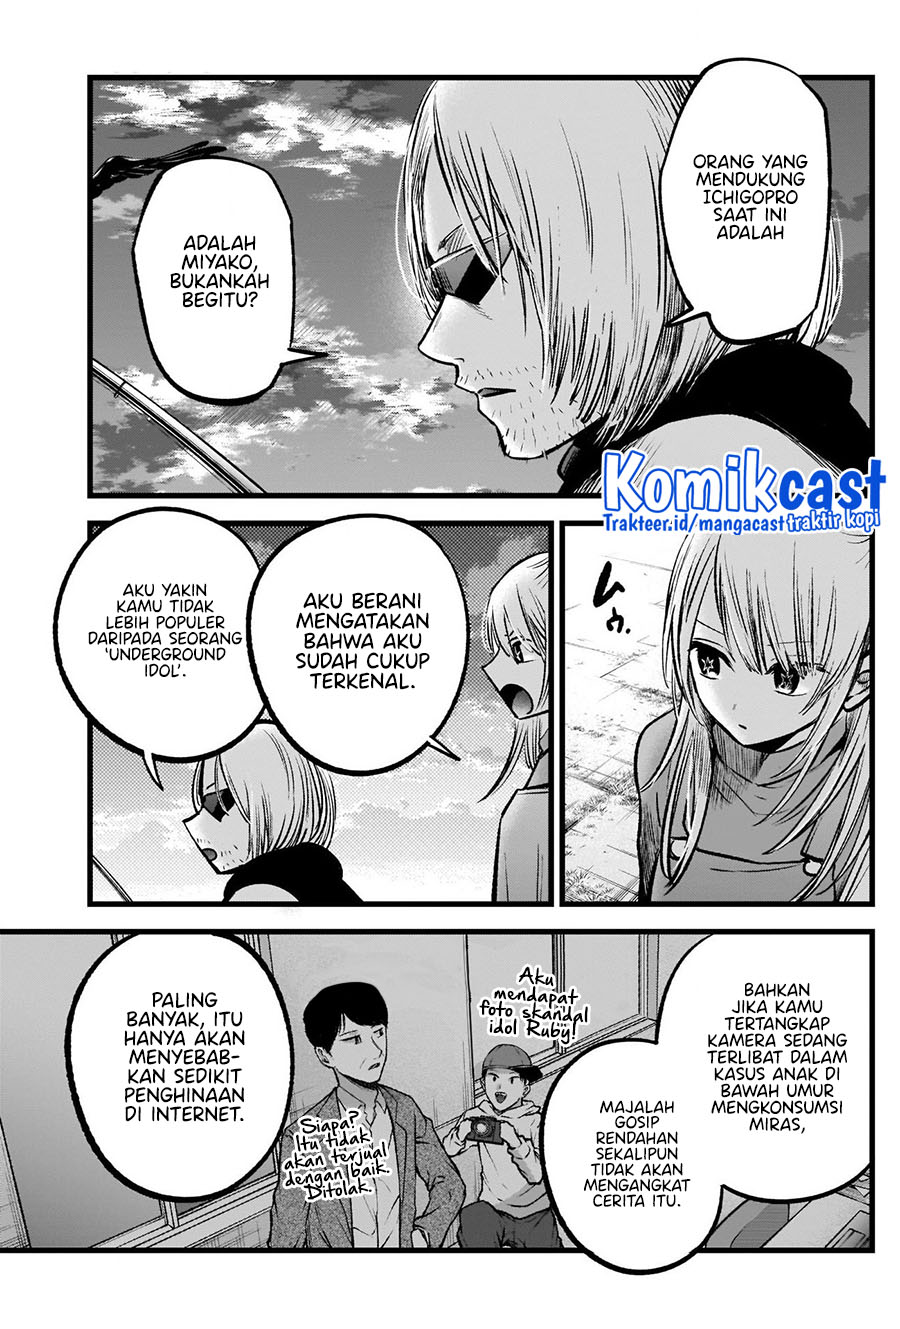 ORANG YANG
MENDUKUNG
ICHIGOPRO
SAAT INI
ADALAH
ADALAH
MIYAKO,
BUKANKAH
BEGITU?
Komikcast
Trakteer.id/mangacast traktir kopi
ヒゥ.
AKU BERANI
MENGATAKAN
BAHWA AKU
SUDAH CUKUP
TERKENAL.
AKU YAKIN
KAMU TIDAK
LEBIH POPULER
DARIPADA SEORANG
'UNDERGROUND
IDOL'.
BAHKAN
JIKA KAMU
TERTANGKAP
KAMERA SEDANG
TERLIBAT DALAM
KASUS ANAK DI
BAWAH UMUR
MENGKONSUMSI
MIRAS,
MAJALAH
GOSIP
RENDAHAN
SEKALIPUN
TIDAK AKAN
MENGANGKAT
CERITA ITU.
Aku
mendapat
foto skandal
idol Ruby!
Siapa?
Itu tidak
akan terjual
dengan baik.
Ditolak.
PALING
BANYAK, ITU
HANYA AKAN
MENYEBAB-
KAN SEDIKIT
PENGHINAAN
DI INTERNET.